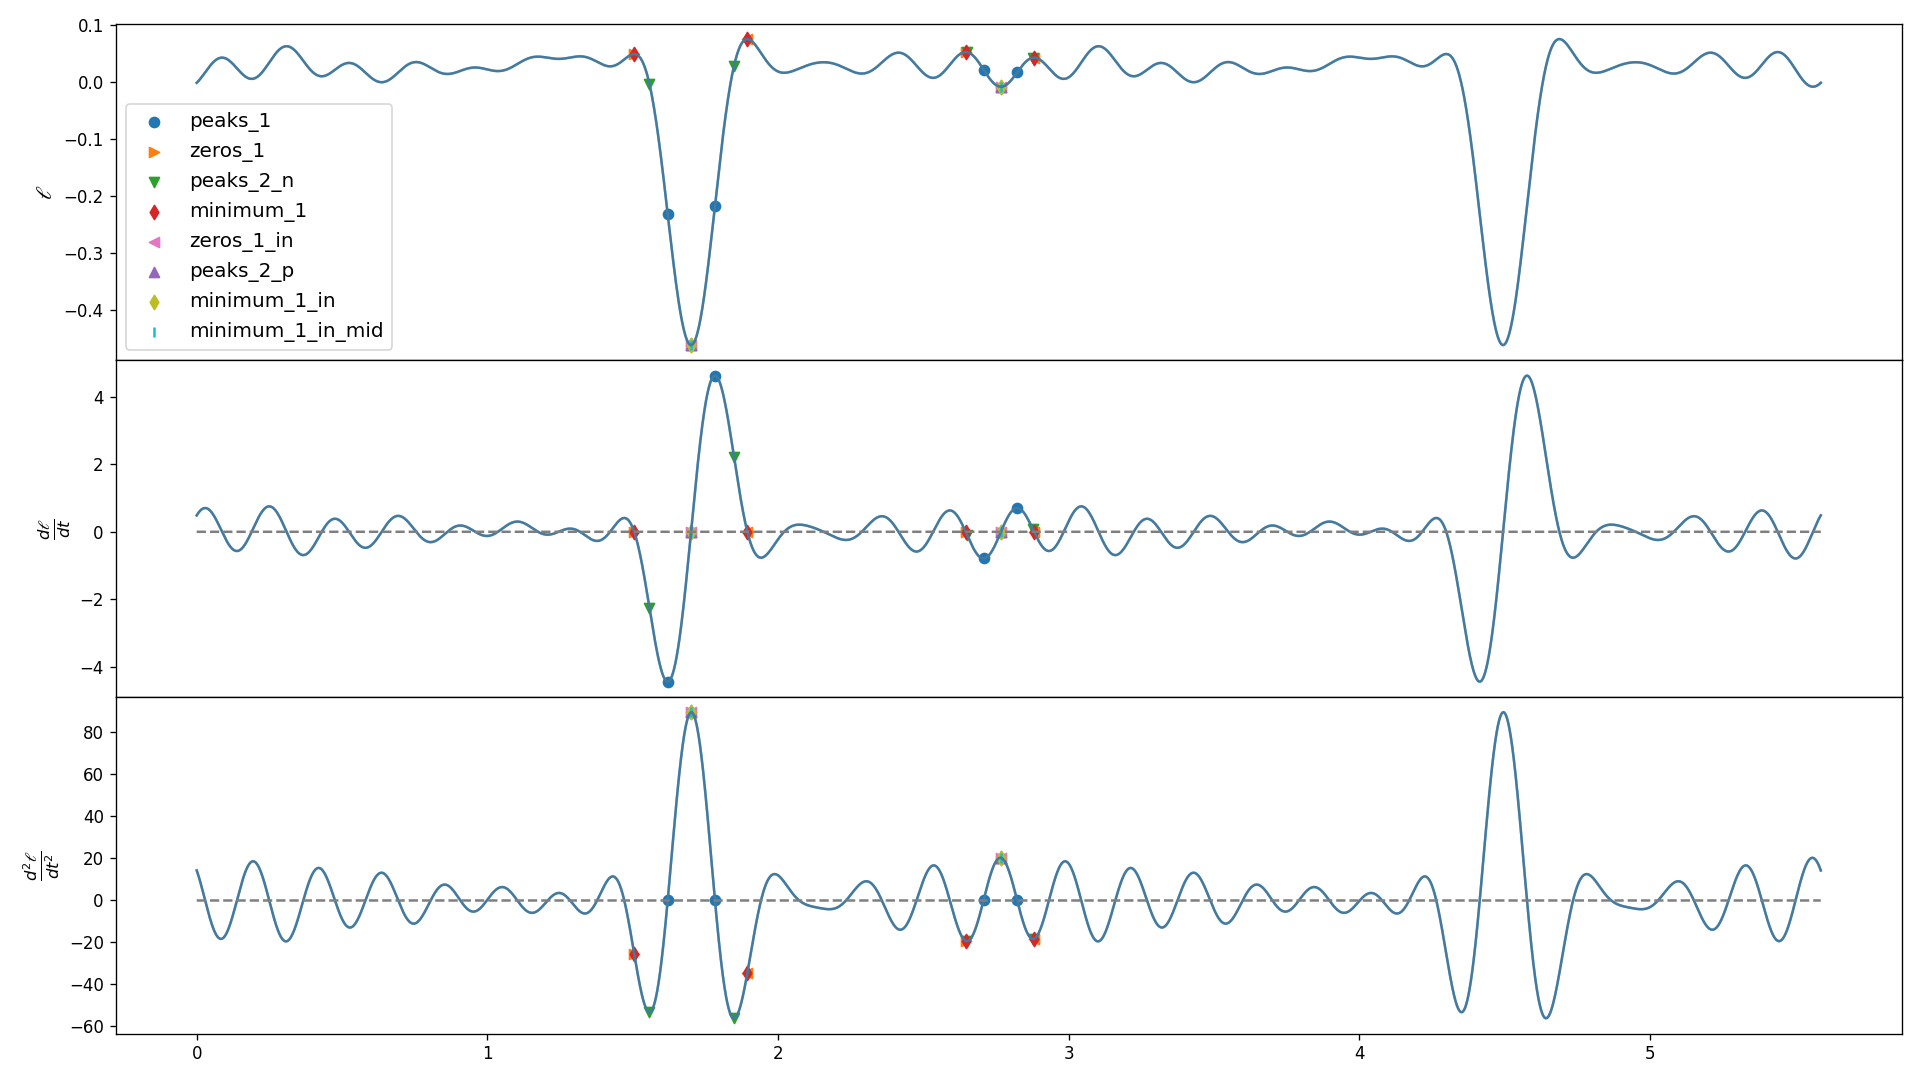 0.1
0.0
−0.1
−0.2
−0.3
−0.4
ℓ
peaks_1
zeros_1
peaks_2_n
minimum_1
zeros_1_in
peaks_2_p
minimum_1_in
minimum_1_in_mid
4
2
0
−2
−4
dℓ
dt
80
60
40
20
0
−20
−40
−60
d²ℓ
dt²
0 1 2 3 4 5